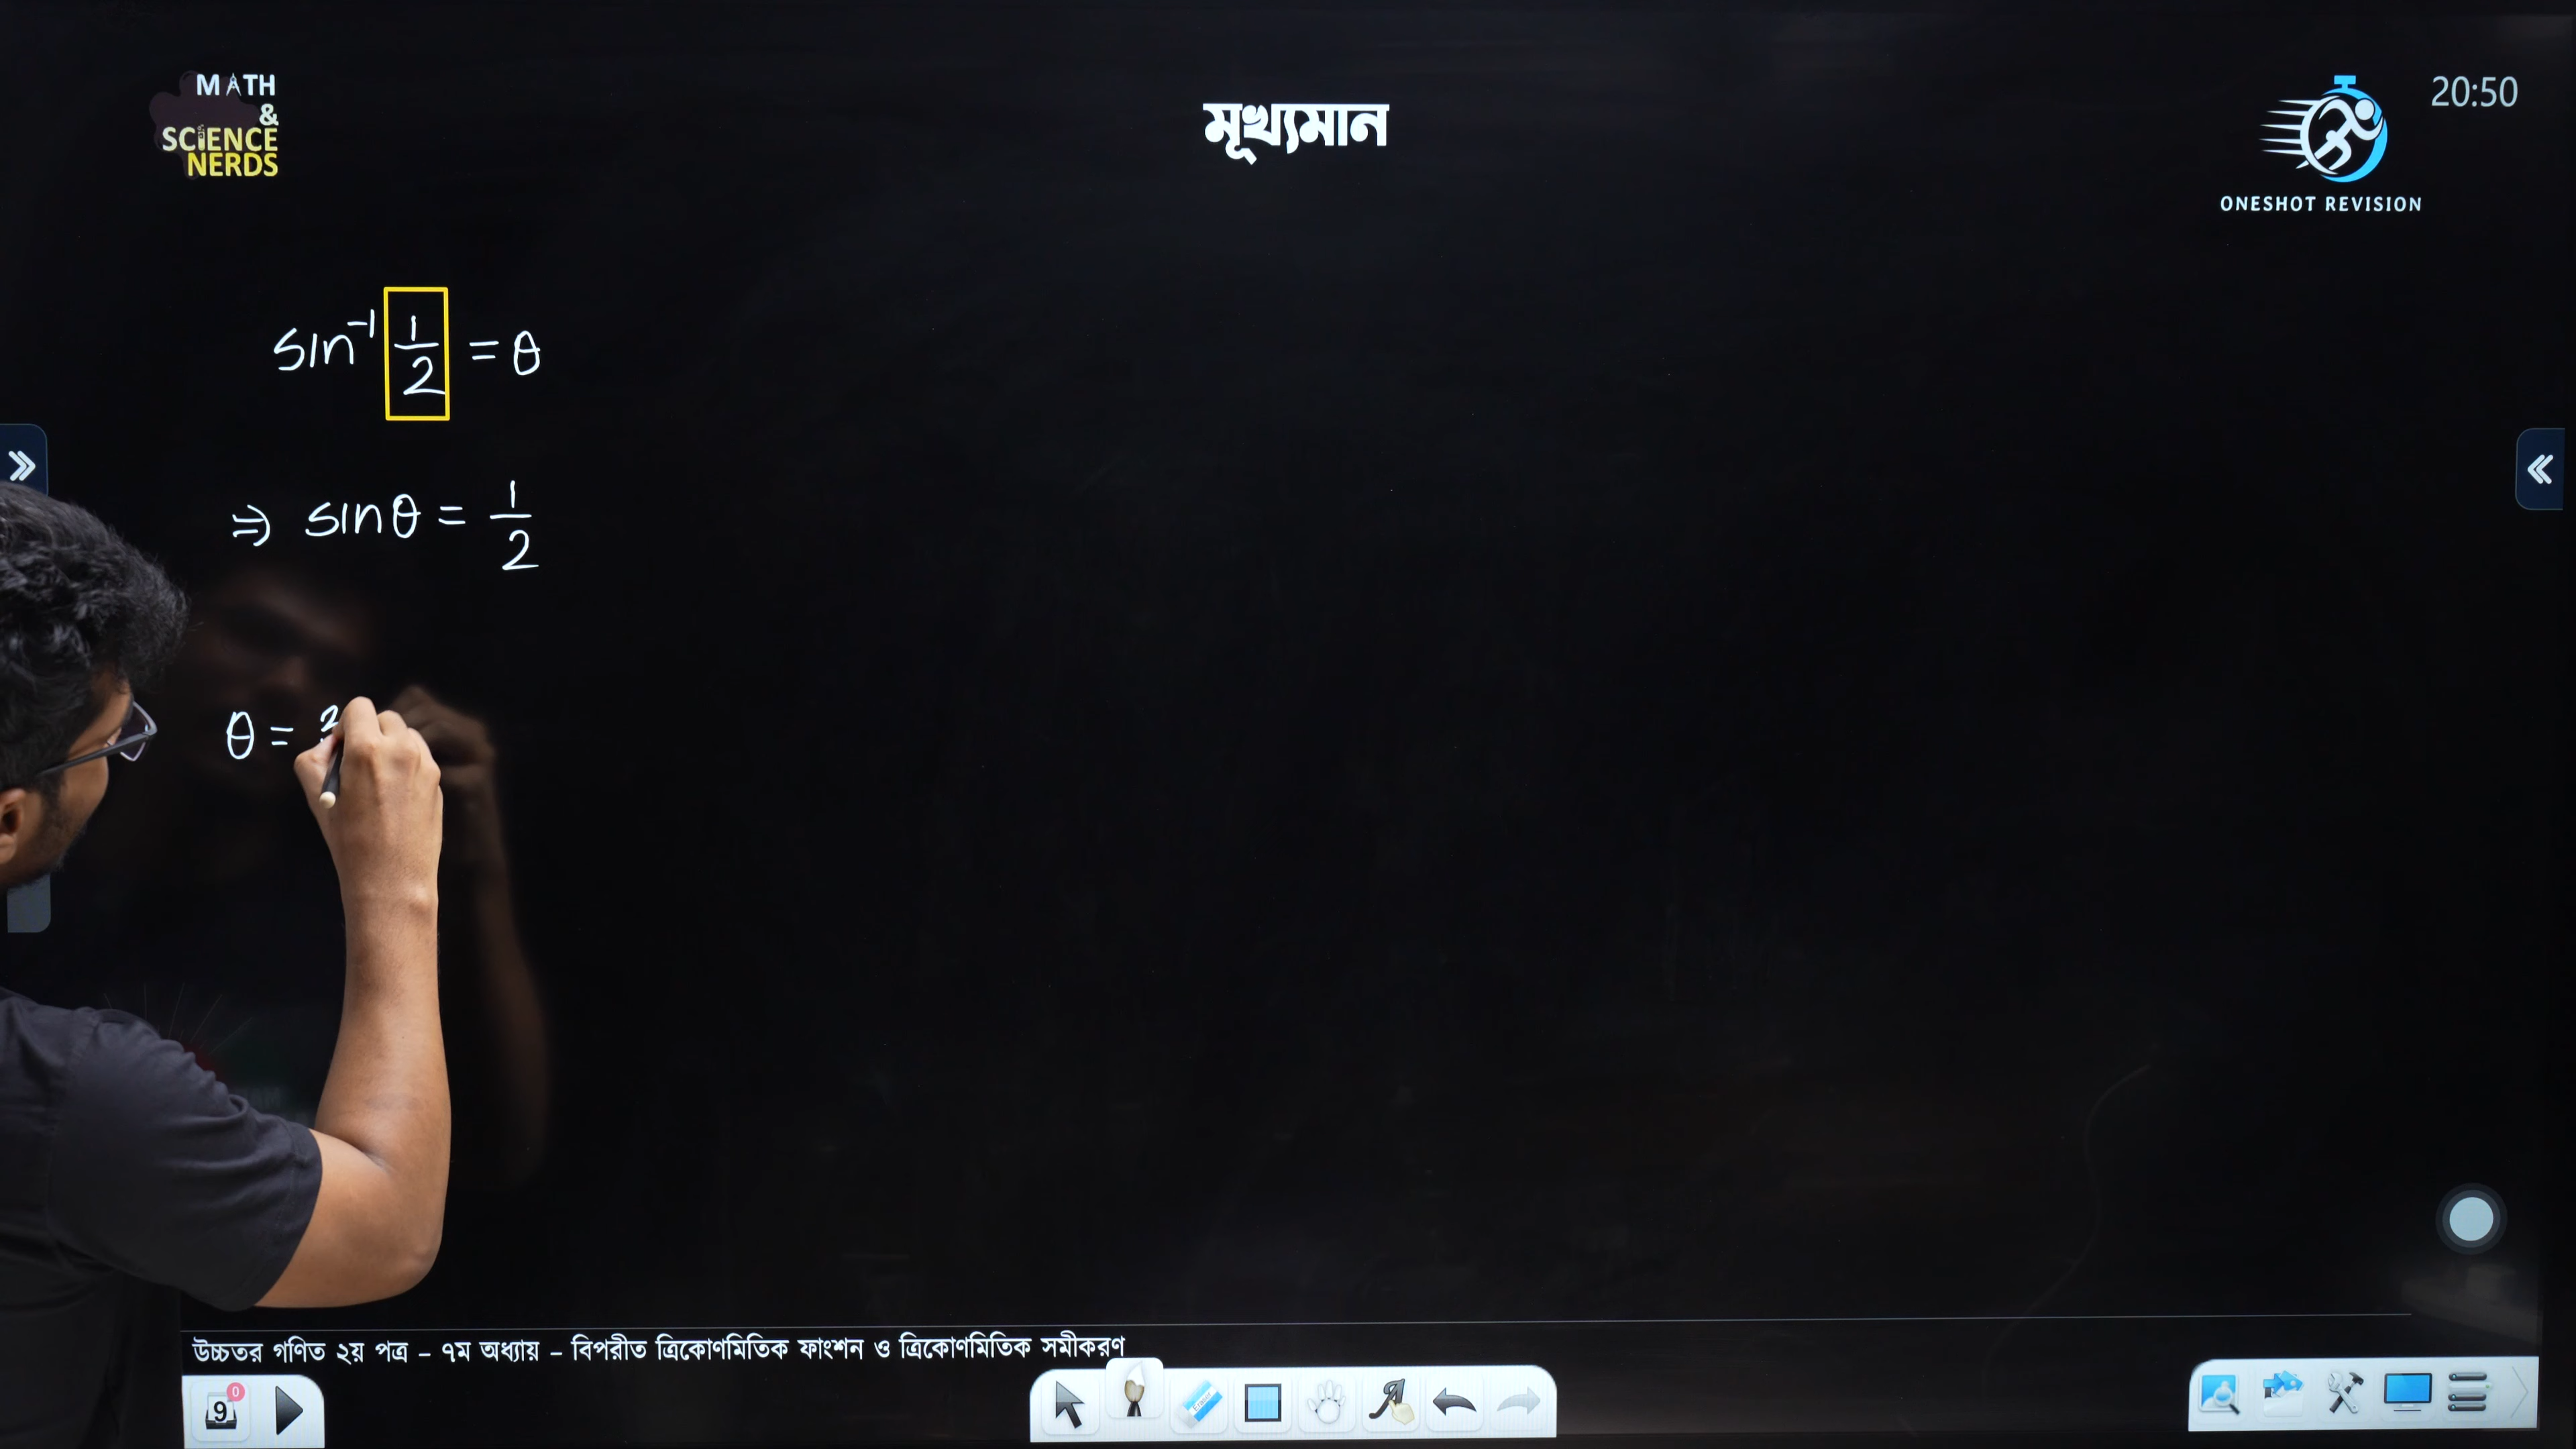 MATH
&
SCIENCE
NERDS
মূখ্যমান
20:50
ONESHOT REVISION
sin⁻¹ 1/2 = θ
⇒ sinθ = 1/2
θ =
উচ্চতর গণিত ২য় পত্র – ৭ম অধ্যায় – বিপরীত ত্রিকোণমিতিক ফাংশন ও ত্রিকোণমিতিক সমীকরণ
0
9